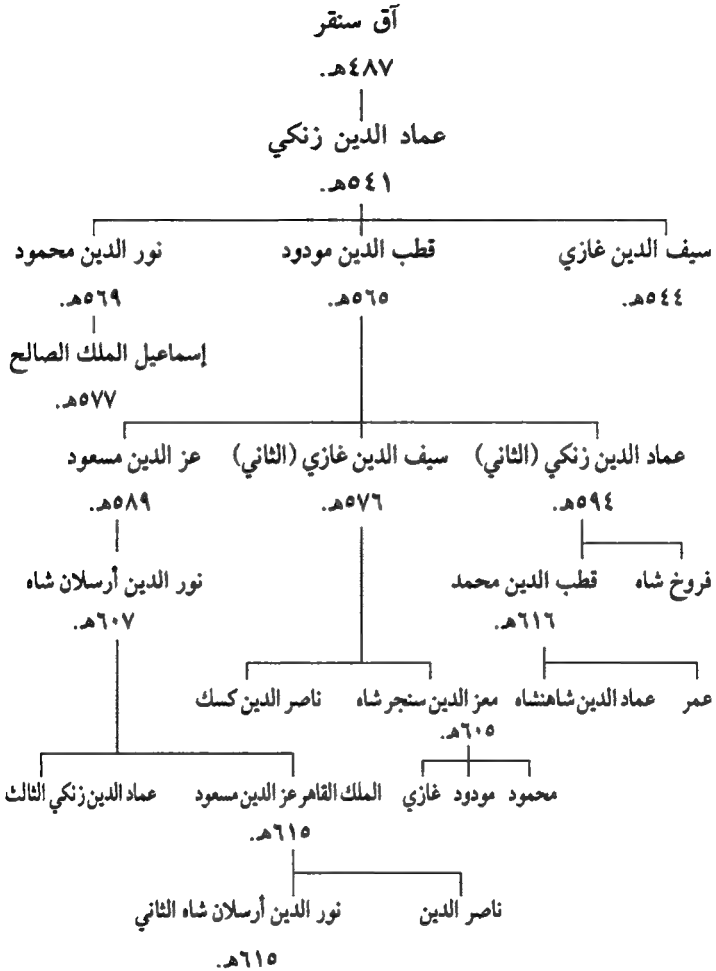 آق سنقر
٤٨٧هـ.
عماد الدين زنكي
٥٤١هـ.
سيف الدين غازي قطب الدين مودود نور الدين محمود
٥٤٤هـ. ٥٦٥هـ. ٥٦٩هـ.
إسماعيل الملك الصالح
٥٧٧هـ.
عماد الدين زنكي (الثاني) سيف الدين غازي (الثاني) عز الدين مسعود
٥٩٤هـ. ٥٧٦هـ. ٥٨٩هـ.
فروخ شاه قطب الدين محمد نور الدين أرسلان شاه
٦١٦هـ. ٦٠٧هـ.
عمر عماد الدين شاهنشاه معز الدين سنجر شاه ناصر الدين كسك
٦٠٥هـ.
محمود مودود غازي الملك القاهر عز الدين مسعود عماد الدين زنكي الثالث
٦١٥هـ.
ناصر الدين نور الدين أرسلان شاه الثاني
٦١٥هـ.